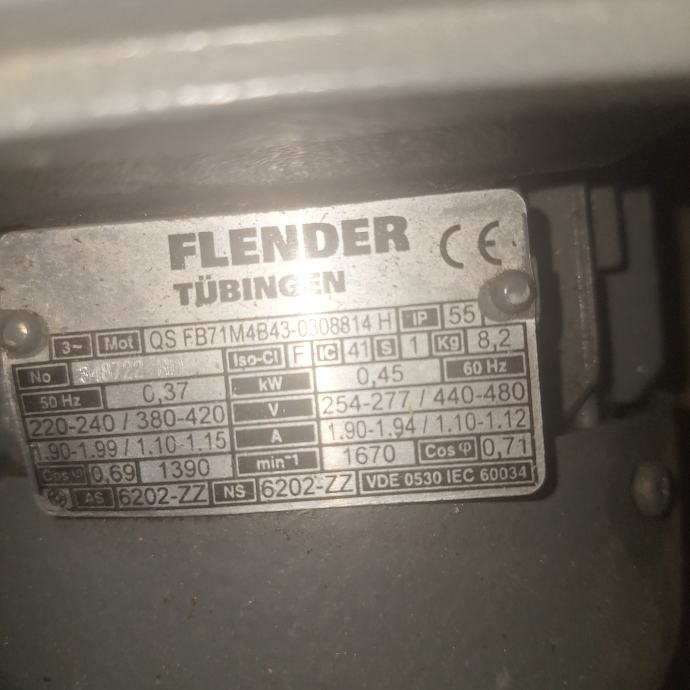 FLENDER CE
TÜBINGEN
3~ Mot QS FB71M4B43-0308814 H IP 55
No Iso-Cl F IC 41 S 1 Kg 8,2
50 Hz 0,37 kW 0,45 60 Hz
220-240 / 380-420 V 254-277 / 440-480
1.90-1.99 / 1.10-1.15 A 1.90-1.94 / 1.10-1.12
Cos φ 0,69 1390 min⁻¹ 1670 Cos φ 0,71
AS 6202-ZZ NS 6202-ZZ VDE 0530 IEC 60034